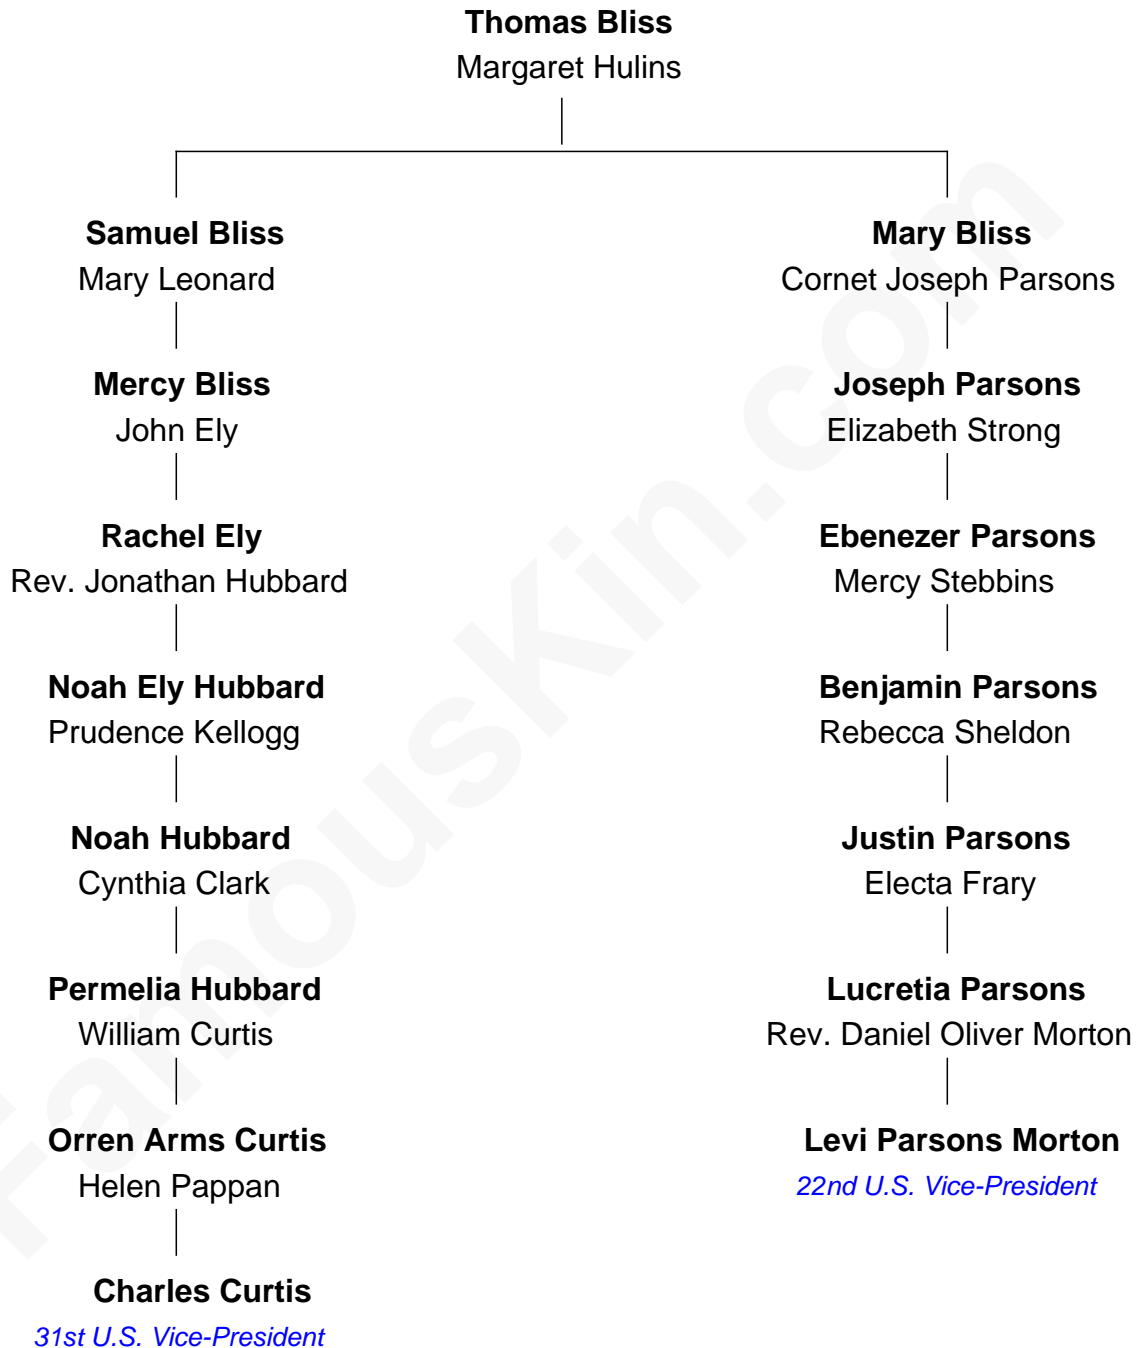 Thomas Bliss
Margaret Hulins
Samuel Bliss
Mary Leonard
Mary Bliss
Cornet Joseph Parsons
Mercy Bliss
John Ely
Joseph Parsons
Elizabeth Strong
Rachel Ely
Rev. Jonathan Hubbard
Ebenezer Parsons
Mercy Stebbins
Noah Ely Hubbard
Prudence Kellogg
Benjamin Parsons
Rebecca Sheldon
Noah Hubbard
Cynthia Clark
Justin Parsons
Electa Frary
Permelia Hubbard
William Curtis
Lucretia Parsons
Rev. Daniel Oliver Morton
Orren Arms Curtis
Helen Pappan
Levi Parsons Morton
22nd U.S. Vice-President
Charles Curtis
31st U.S. Vice-President
FamousKin.com